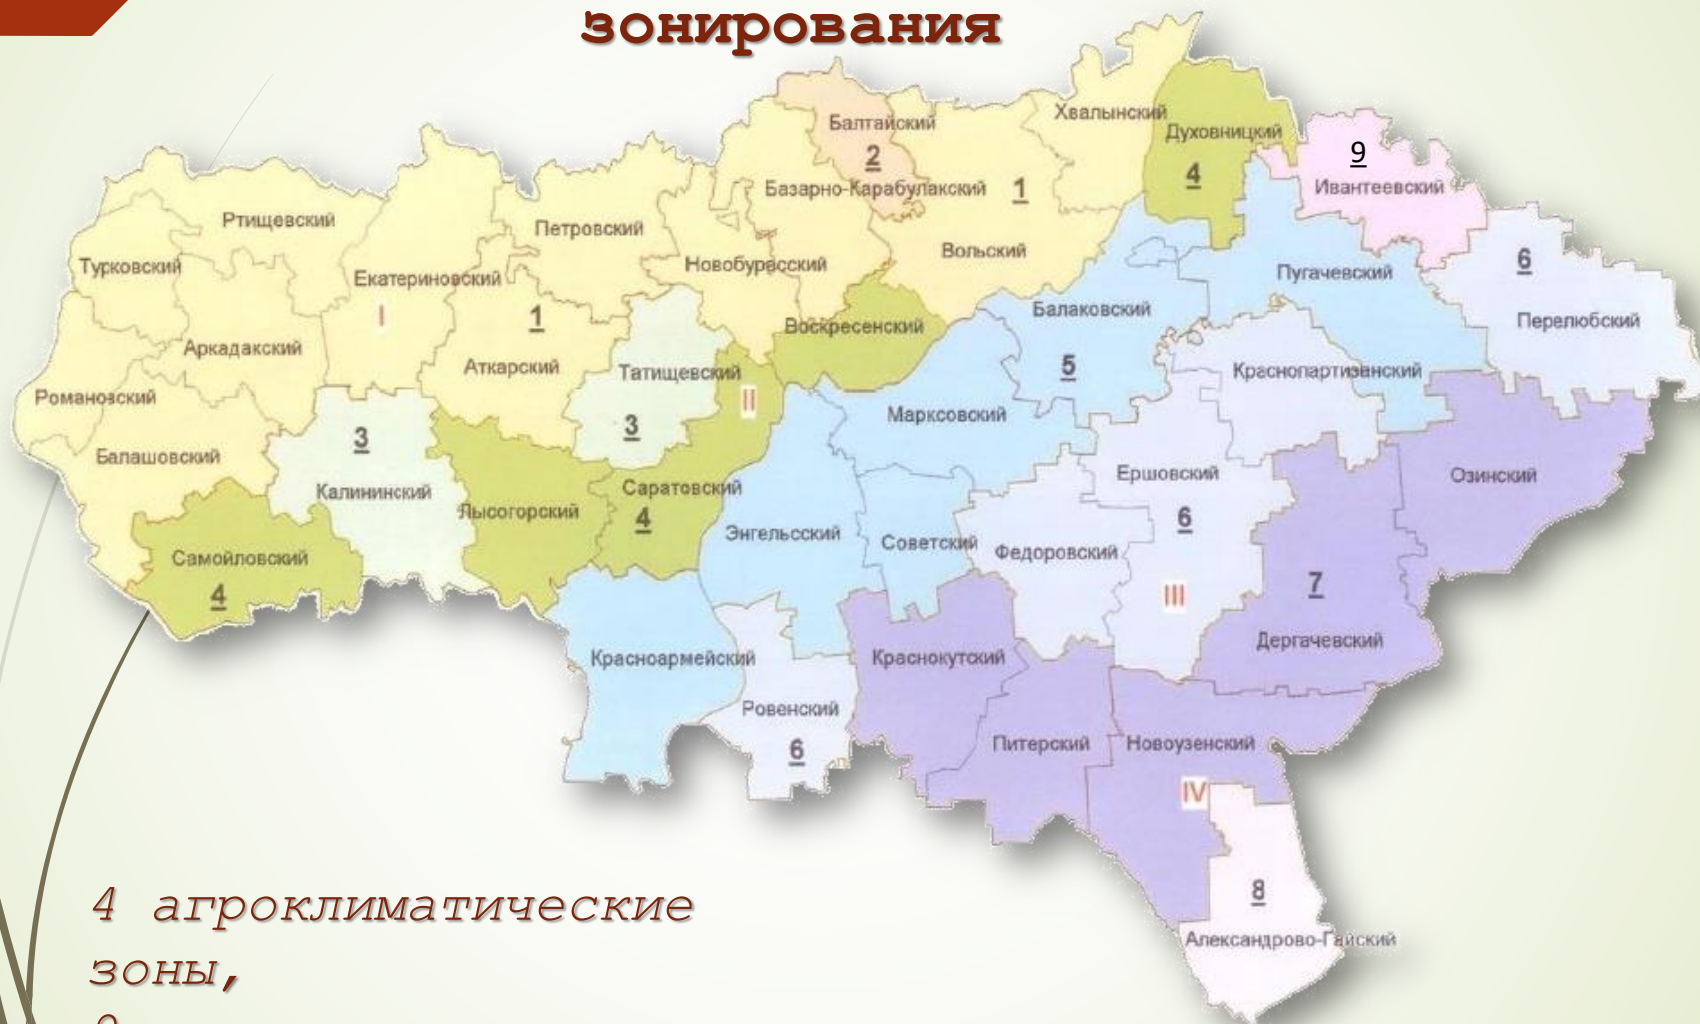 зонирования
Хвалынский
Балтайский
Духовницкий
2
9
4
1
Ивантеевский
Базарно-Карабулакский
Ртищевский
Петровский
Вольский
6
Турковский
Новобурасский
Екатериновский
Пугачевский
I
1
Балаковский
Перелюбский
Воскресенский
Аркадакский
Аткарский
Татищевский
5
Краснопартизанский
Романовский
II
Марксовский
3
3
Балашовский
Ершовский
Озинский
Калининский
Саратовский
Лысогорский
4
6
Энгельсский
Советский
Федоровский
Самойловский
4
III
7
Дергачевский
Красноармейский
Краснокутский
Ровенский
6
Питерский
Новоузенский
IV
8
Александрово-Гайский
4 агроклиматические
зоны,